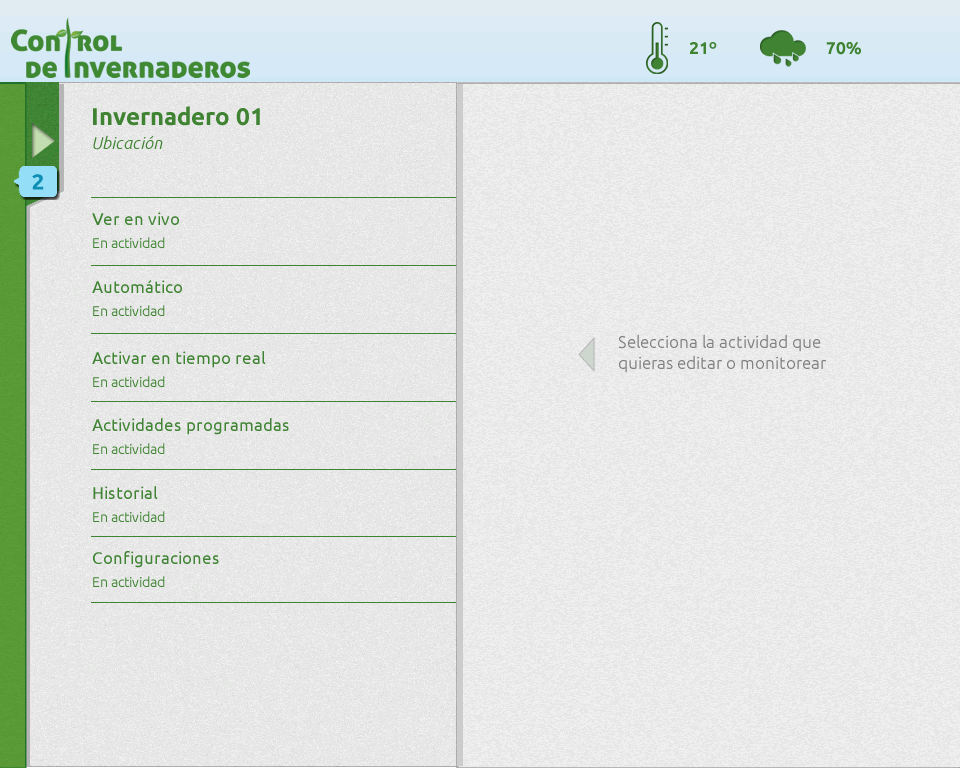 Control
de Invernaderos
21º
70%
Invernadero 01
Ubicación
2
Ver en vivo
En actividad
Automático
En actividad
Activar en tiempo real
En actividad
Actividades programadas
En actividad
Historial
En actividad
Configuraciones
En actividad
Selecciona la actividad que
quieras editar o monitorear